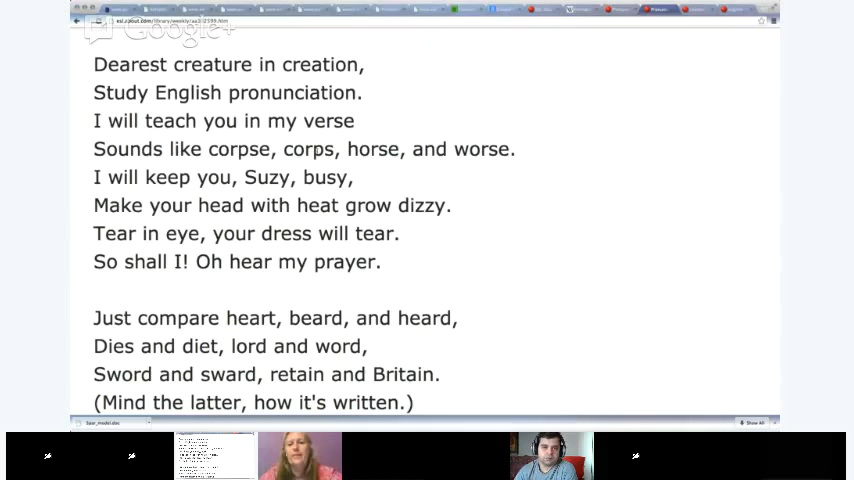 Google+
Dearest creature in creation,
Study English pronunciation.
I will teach you in my verse
Sounds like corpse, corps, horse, and worse.
I will keep you, Suzy, busy,
Make your head with heat grow dizzy.
Tear in eye, your dress will tear.
So shall I! Oh hear my prayer.
Just compare heart, beard, and heard,
Dies and diet, lord and word,
Sword and sward, retain and Britain.
(Mind the latter, how it's written.)
Show All